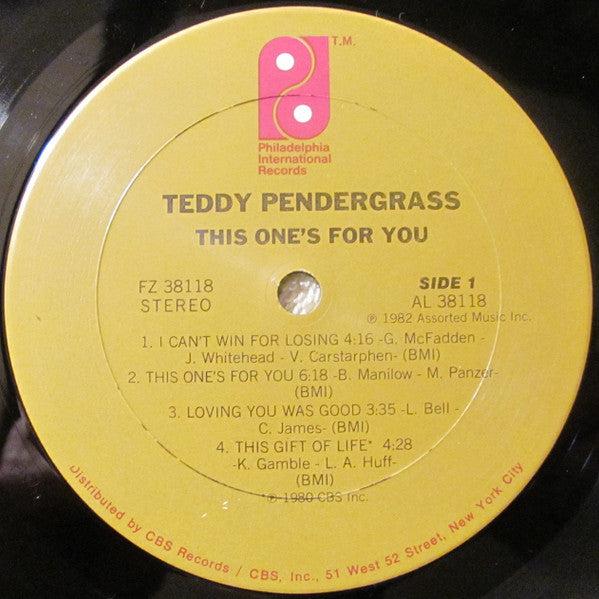 T.M.
Philadelphia
International
Records
TEDDY PENDERGRASS
THIS ONE'S FOR YOU
FZ 38118
STEREO
SIDE 1
AL 38118
℗ 1982 Assorted Music Inc.
1. I CAN'T WIN FOR LOSING 4:16 -G. McFadden -
J. Whitehead - V. Carstarphen- (BMI)
2. THIS ONE'S FOR YOU 6:18 -B. Manilow - M. Panzer-
(BMI)
3. LOVING YOU WAS GOOD 3:35 -L. Bell -
C. James- (BMI)
4. THIS GIFT OF LIFE* 4:28
-K. Gamble - L. A. Huff-
(BMI)
*℗ 1980 CBS Inc.
Distributed by CBS Records / CBS, Inc., 51 West 52 Street, New York City